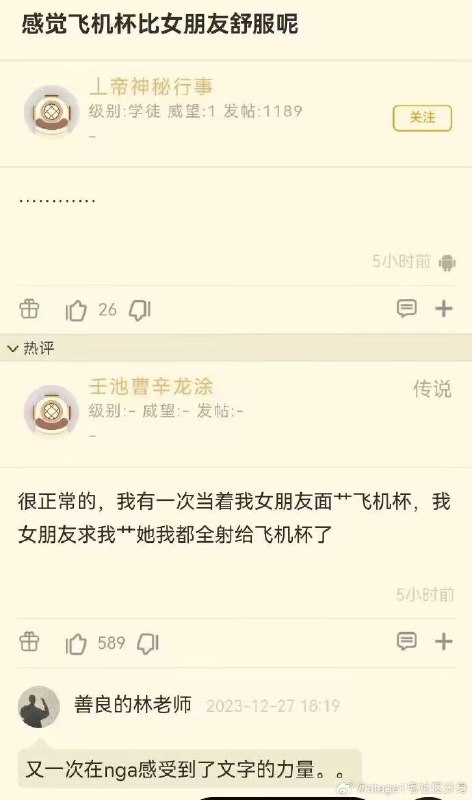 感觉飞机杯比女朋友舒服呢
丄帝神秘行事
级别:学徒 威望:1 发帖:1189
关注
–
…………
5小时前
26
热评
壬池曹辛龙涂
传说
级别:- 威望:- 发帖:-
–
很正常的，我有一次当着我女朋友面艹飞机杯，我
女朋友求我艹她我都全射给飞机杯了
5小时前
589
善良的林老师 2023-12-27 18:19
又一次在nga感受到了文字的力量。。